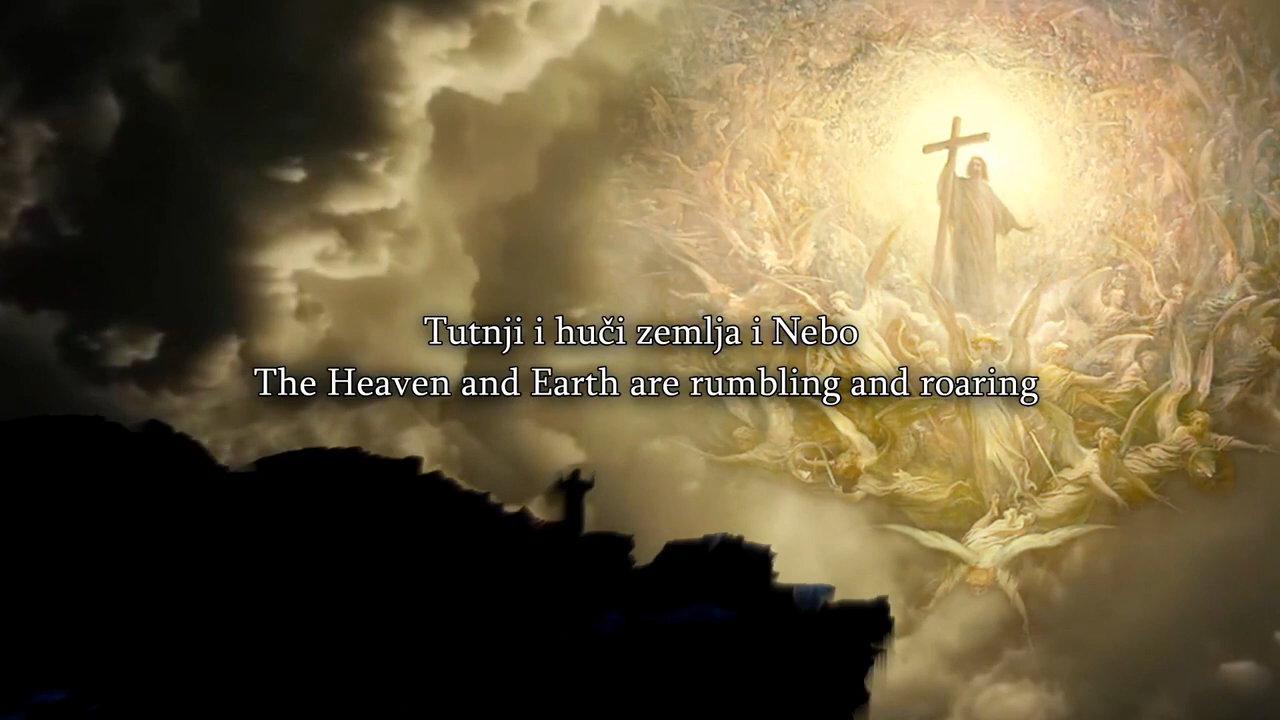 Tutnji i huči zemlja i Nebo
The Heaven and Earth are rumbling and roaring